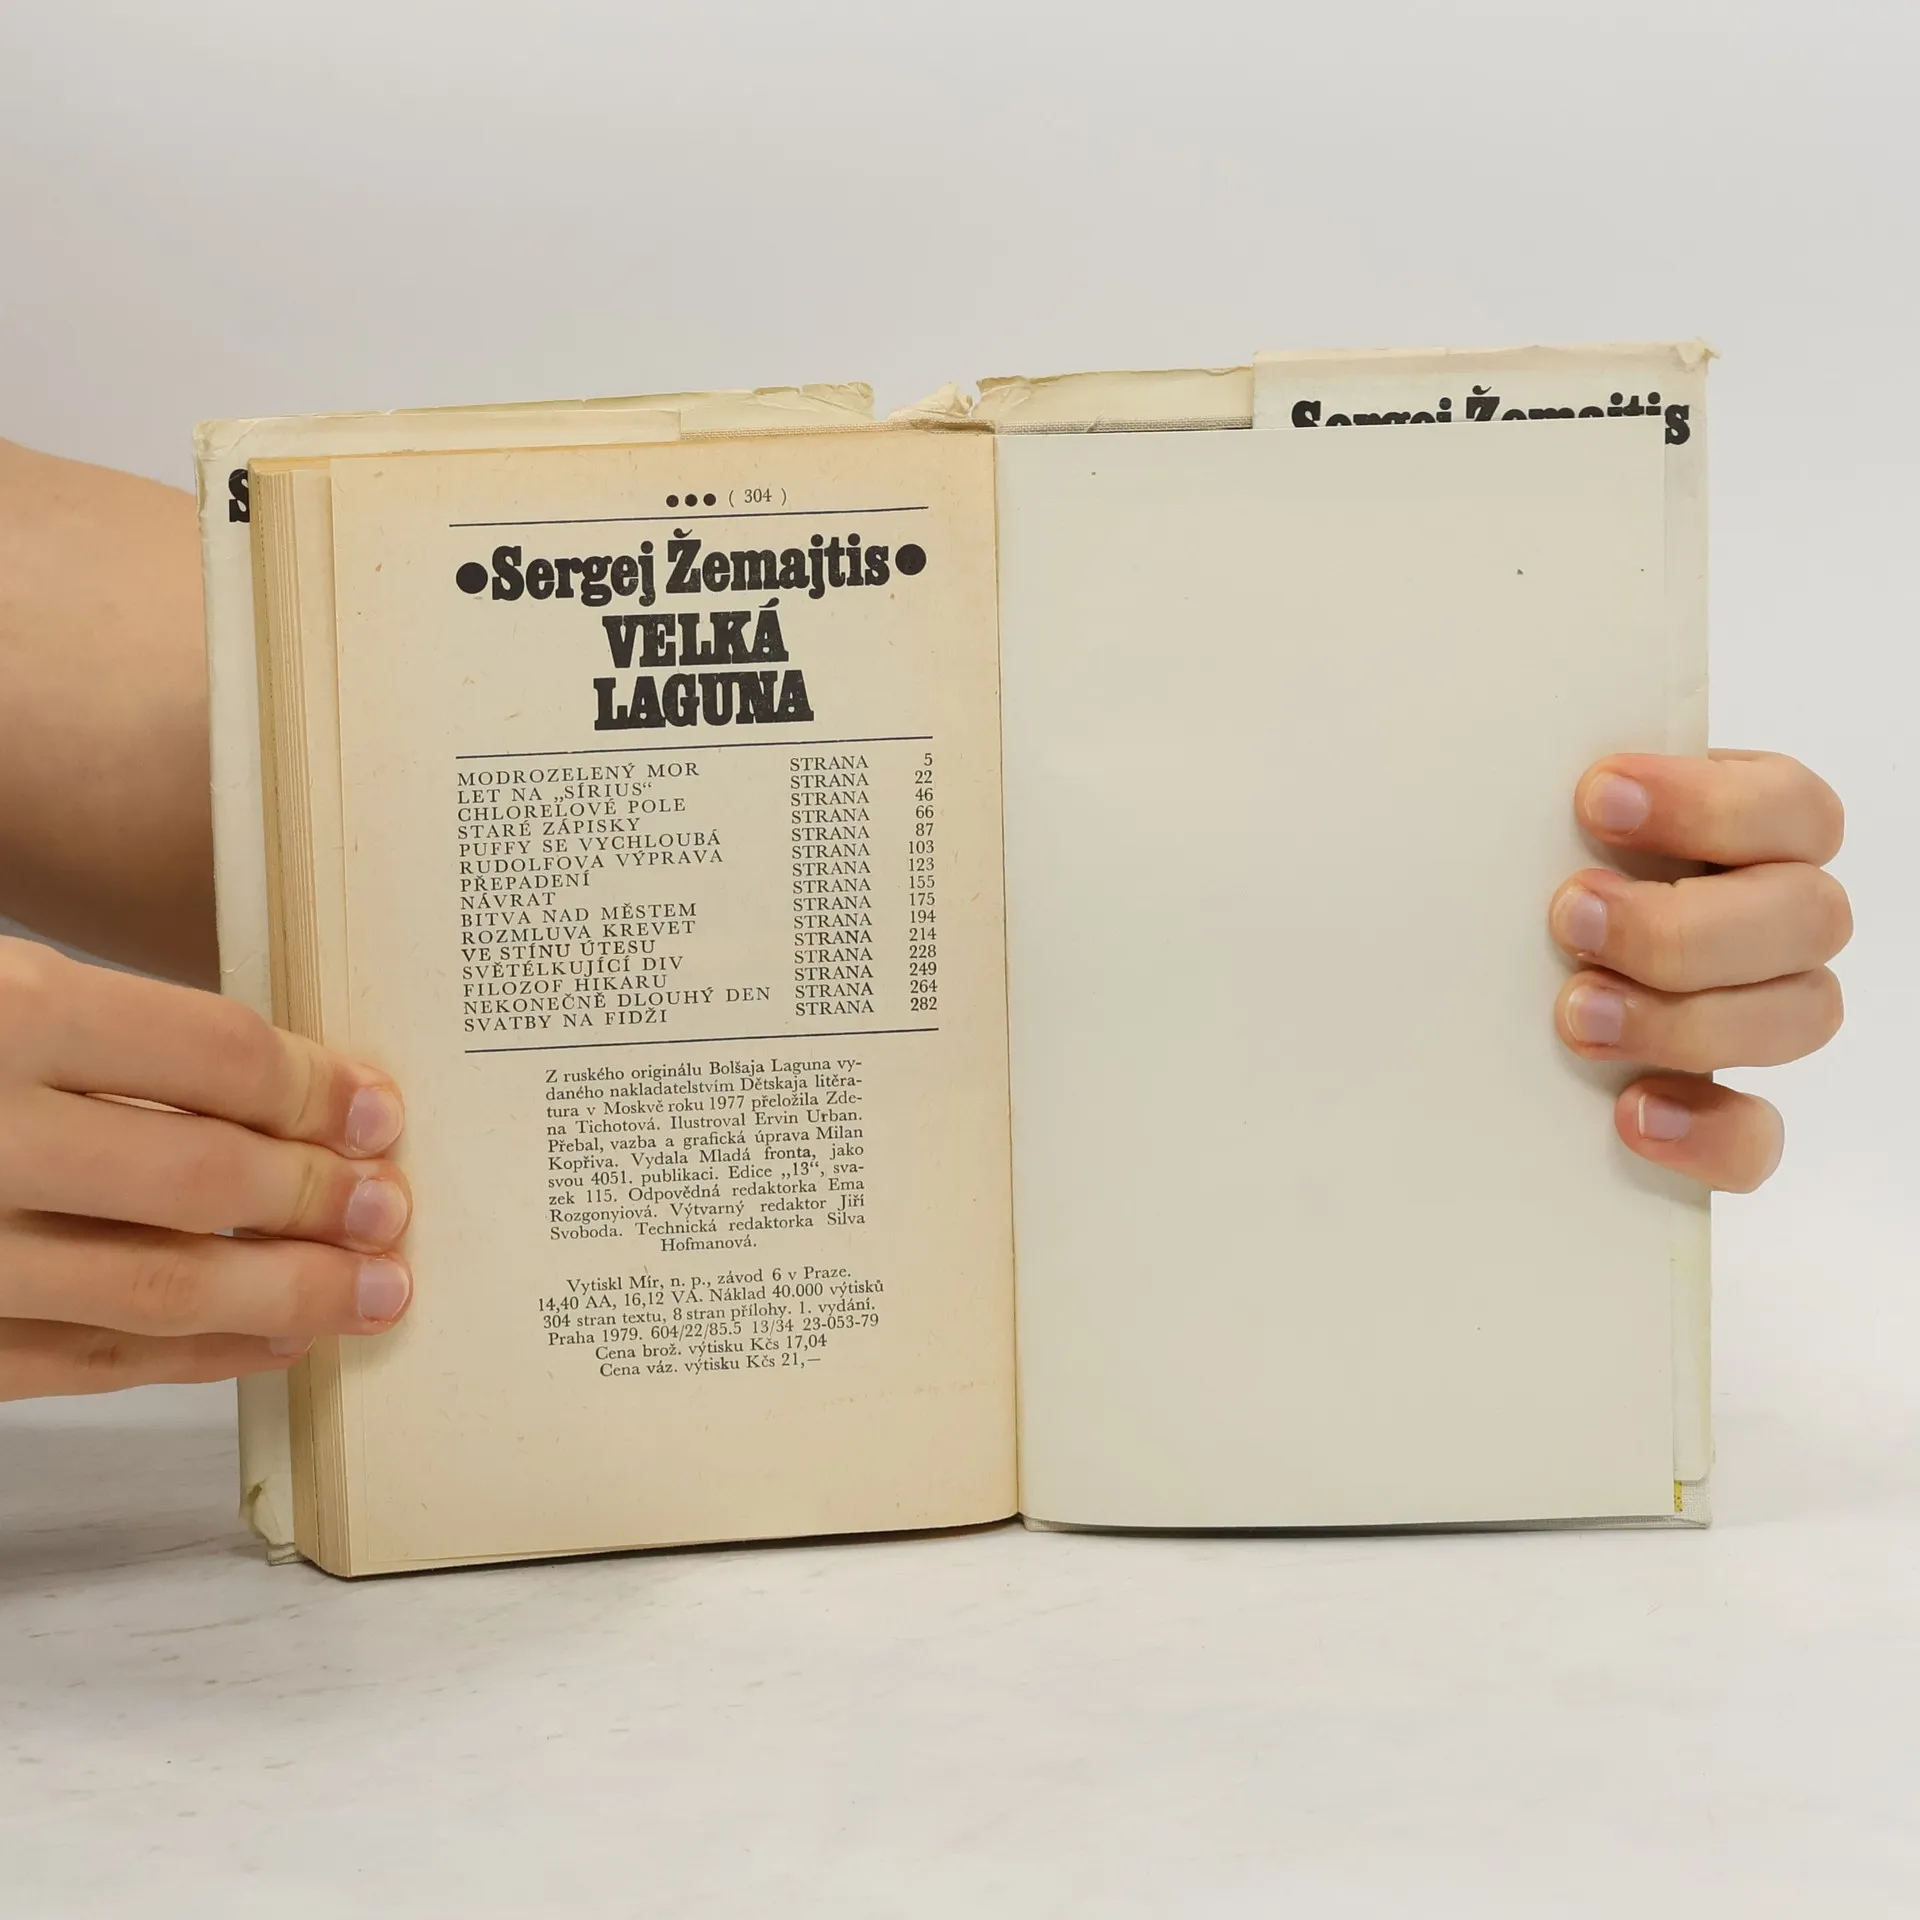 ●●● ( 304 )
●Sergej Žemajtis●
VELKÁ
LAGUNA
MODROZELENÝ MOR STRANA 5
LET NA „SÍRIUS“ STRANA 22
CHLORELOVÉ POLE STRANA 46
STARÉ ZÁPISKY STRANA 66
PUFFY SE VYCHLOUBÁ STRANA 87
RUDOLFOVA VÝPRAVA STRANA 103
PŘEPADENÍ STRANA 123
NÁVRAT STRANA 155
BITVA NAD MĚSTEM STRANA 175
ROZMLUVA KREVET STRANA 194
VE STÍNU ÚTESU STRANA 214
SVĚTÉLKUJÍCÍ DIV STRANA 228
FILOZOF HIKARU STRANA 249
NEKONEČNĚ DLOUHÝ DEN STRANA 264
SVATBY NA FIDŽI STRANA 282
Z ruského originálu Bolšaja Laguna vy-
daného nakladatelstvím Dětskaja litěra-
tura v Moskvě roku 1977 přeložila Zde-
na Tichotová. Ilustroval Ervin Urban.
Přebal, vazba a grafická úprava Milan
Kopřiva. Vydala Mladá fronta, jako
svou 4051. publikaci. Edice „13“, sva-
zek 115. Odpovědná redaktorka Ema
Rozgonyiová. Výtvarný redaktor Jiří
Svoboda. Technická redaktorka Silva
Hofmanová.
Vytiskl Mír, n. p., závod 6 v Praze.
14,40 AA, 16,12 VA. Náklad 40.000 výtisků
304 stran textu, 8 stran přílohy. 1. vydání.
Praha 1979. 604/22/85.5 13/34 23-053-79
Cena brož. výtisku Kčs 17,04
Cena váz. výtisku Kčs 21,—
Sergej Žemajtis